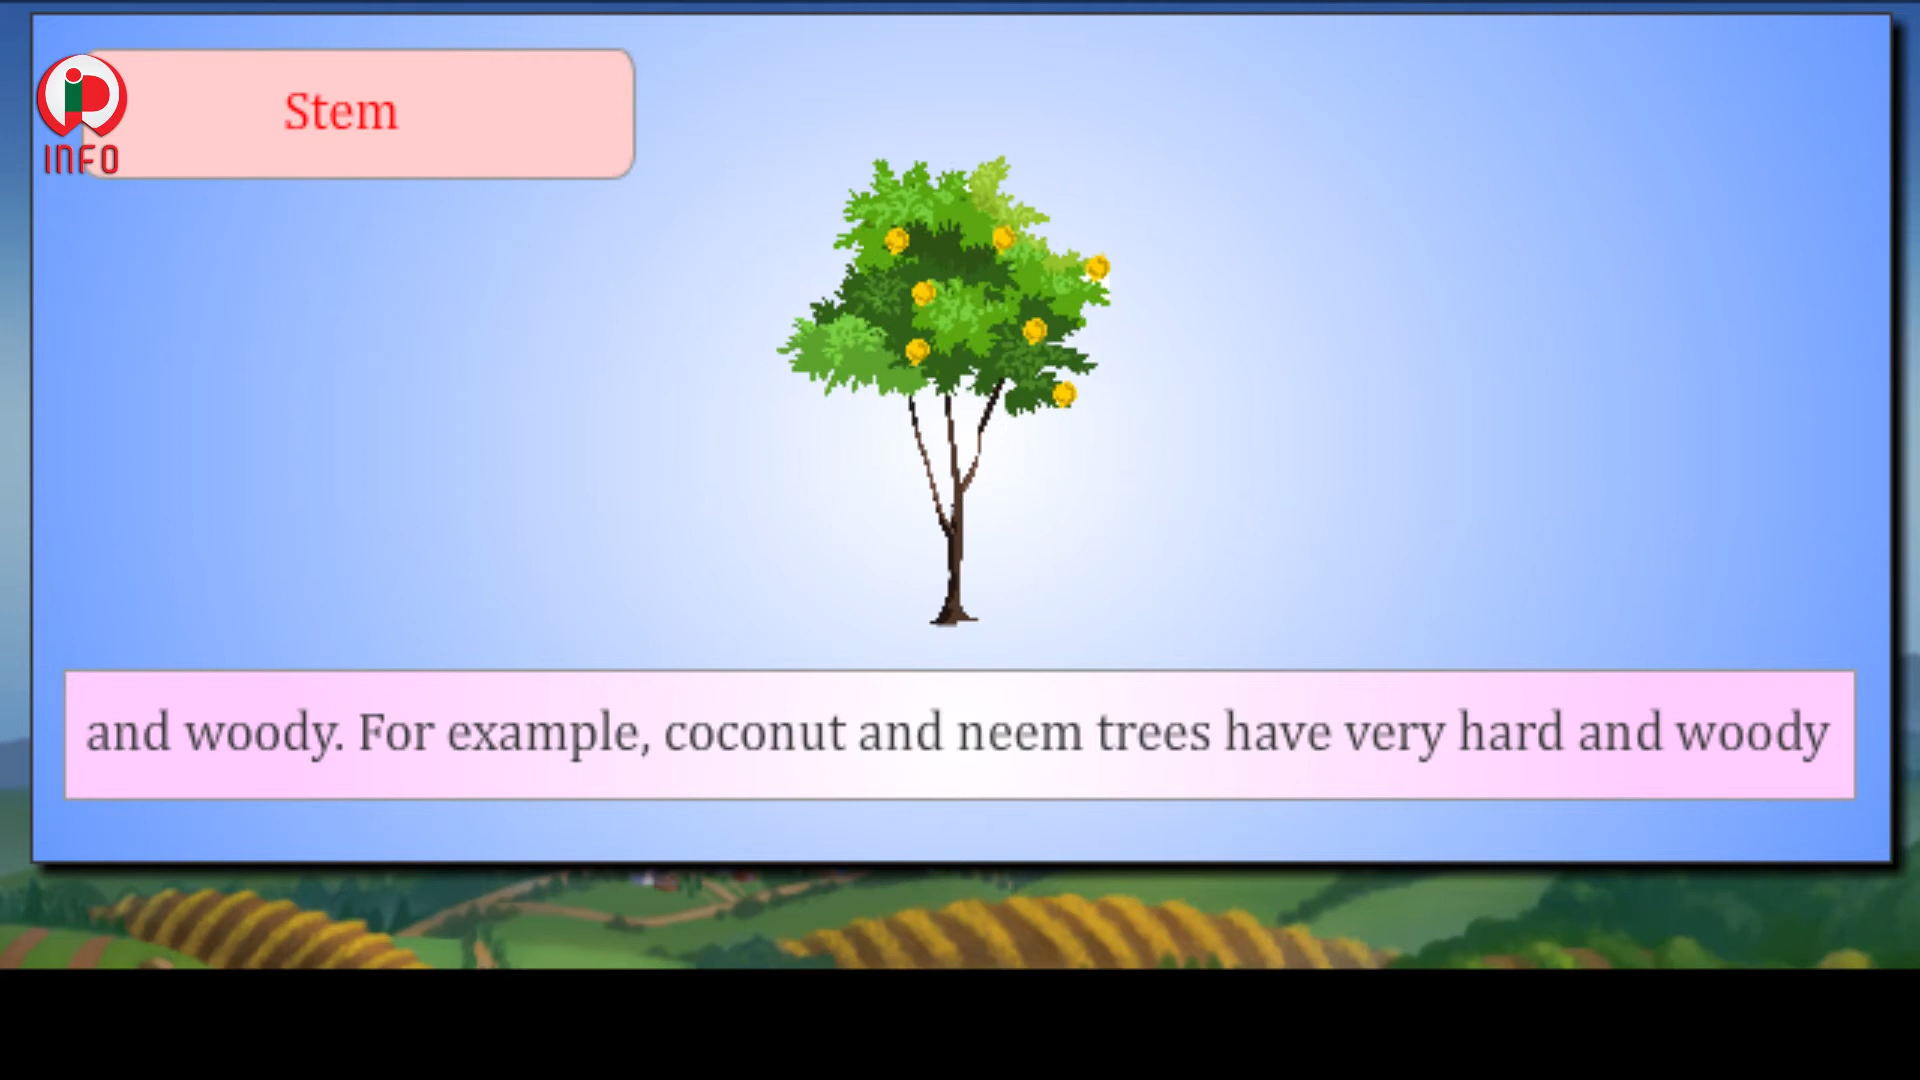 Stem
INFO
and woody. For example, coconut and neem trees have very hard and woody